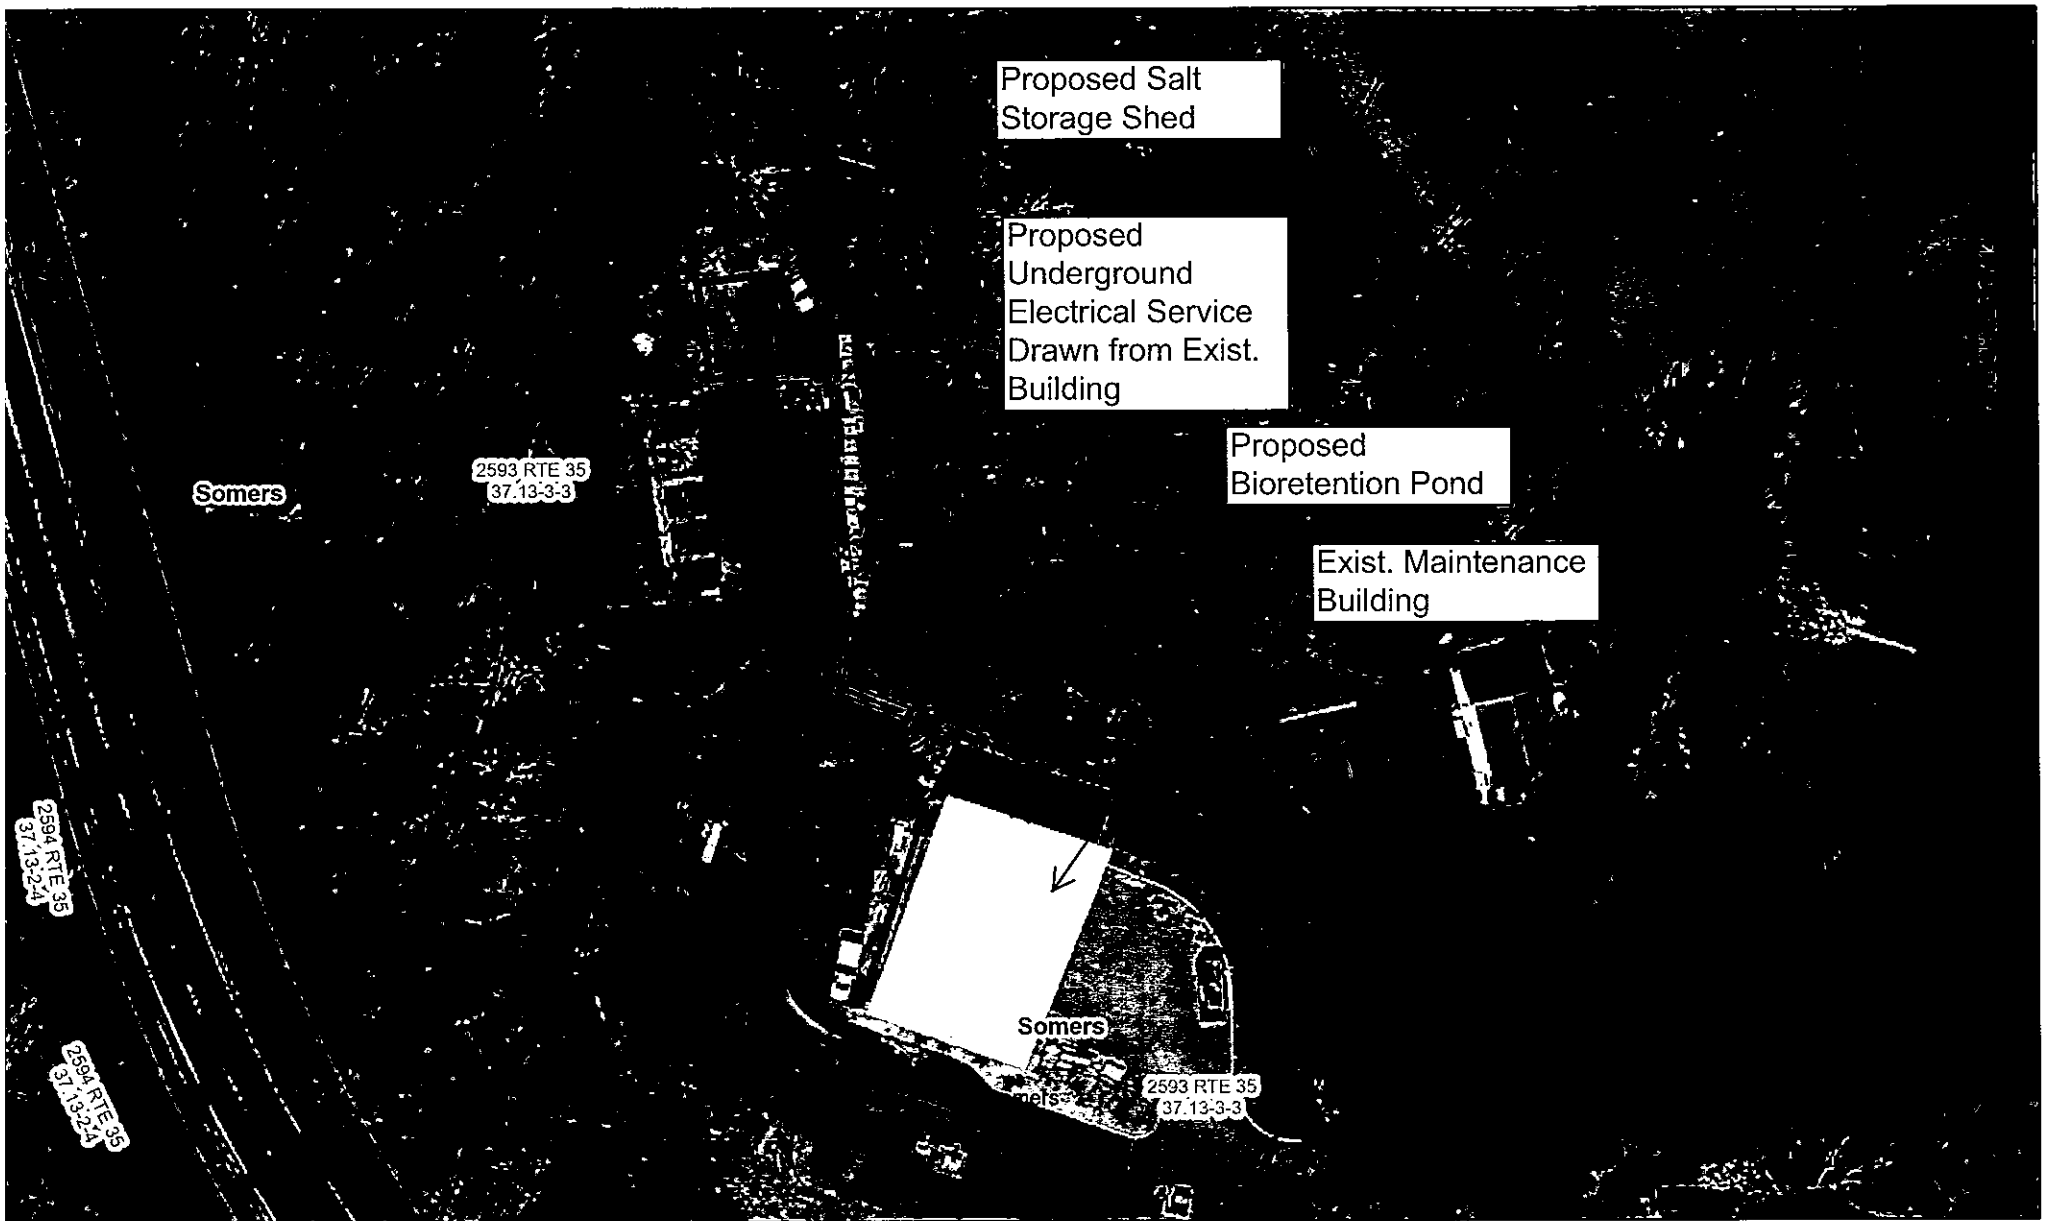 Proposed Salt
Storage Shed
Proposed
Underground
Electrical Service
Drawn from Exist.
Building
Proposed
Bioretention Pond
Somers
2593 RTE 35
37.13-3-3
Exist. Maintenance
Building
2594 RTE 35
37.13-2-4
Somers
2593 RTE 35
37.13-3-3
2594 RTE 35
37.13-2-4